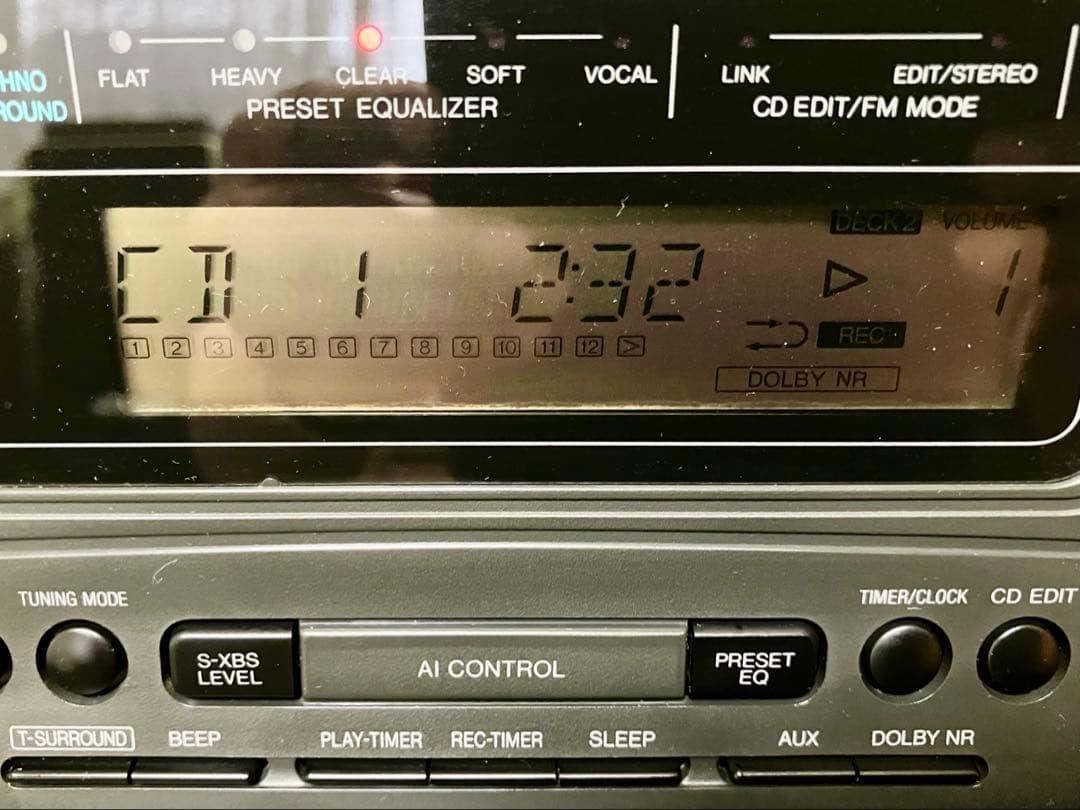 HNO
ROUND
FLAT HEAVY CLEAR SOFT VOCAL
PRESET EQUALIZER
LINK EDIT/STEREO
CD EDIT/FM MODE
DECK 2 VOLUME
CD 1 2:32 1
REC
1 2 3 4 5 6 7 8 9 10 11 12 >
DOLBY NR
TUNING MODE
S-XBS
LEVEL
AI CONTROL
PRESET
EQ
TIMER/CLOCK CD EDIT
T-SURROUND BEEP PLAY-TIMER REC-TIMER SLEEP AUX DOLBY NR